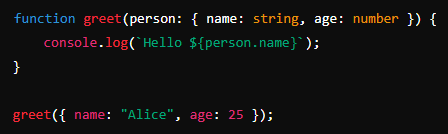 function greet(person: { name: string, age: number }) {
    console.log(`Hello ${person.name}`);
}

greet({ name: "Alice", age: 25 });